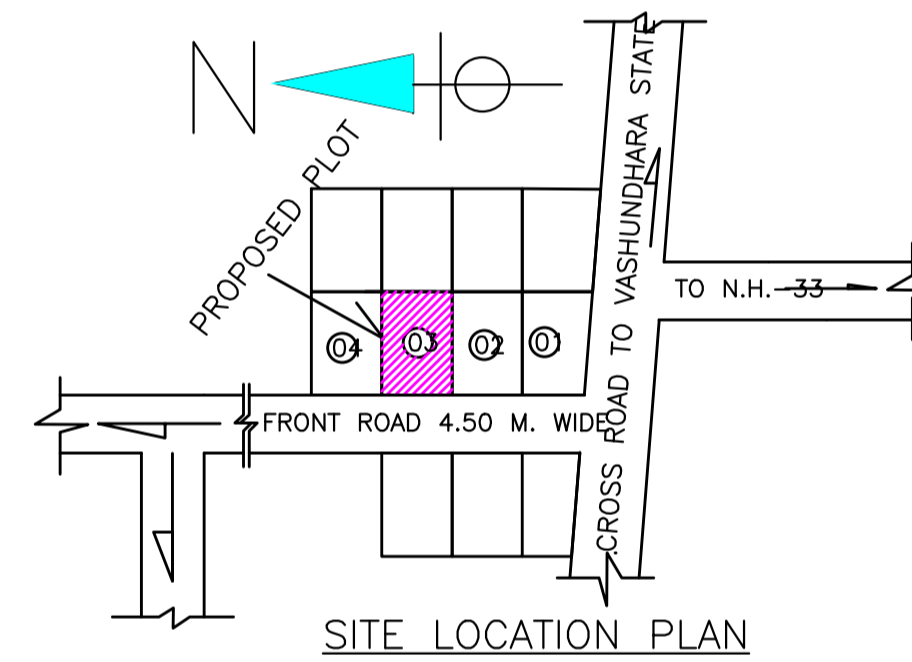 N
PROPOSED PLOT
CROSS ROAD TO VASHUNDHARA STATE
TO N.H.-33
04
03
02
01
FRONT ROAD 4.50 M. WIDE
SITE LOCATION PLAN